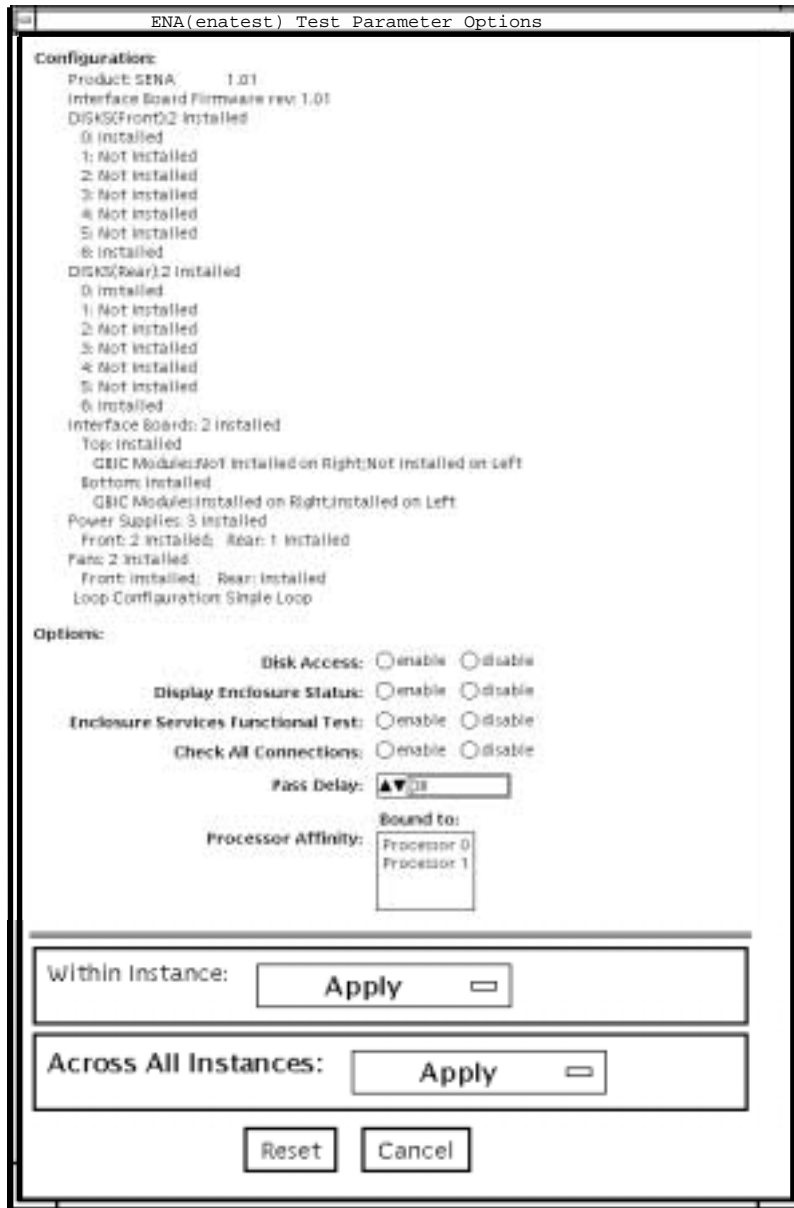 ENA(enatest) Test Parameter Options
Configuration:
Product: SENA 1.01
Interface Board Firmware rev: 1.01
DISKS(Front):2 Installed
0: Installed
1: Not Installed
2: Not Installed
3: Not Installed
4: Not Installed
5: Not Installed
6: Installed
DISKS(Rear):2 Installed
0: Installed
1: Not Installed
2: Not Installed
3: Not Installed
4: Not Installed
5: Not Installed
6: Installed
Interface Boards: 2 Installed
Top: Installed
GBIC Modules:Not Installed on Right;Not Installed on Left
Bottom: Installed
GBIC Modules:Installed on Right;Installed on Left
Power Supplies: 3 Installed
Front: 2 Installed; Rear: 1 Installed
Fans: 2 Installed
Front: Installed; Rear: Installed
Loop Configuration: Single Loop
Options:
Disk Access: enable disable
Display Enclosure Status: enable disable
Enclosure Services Functional Test: enable disable
Check All Connections: enable disable
Pass Delay:
Bound to:
Processor Affinity:
Processor 0
Processor 1
Within Instance: Apply
Across All Instances: Apply
Reset Cancel